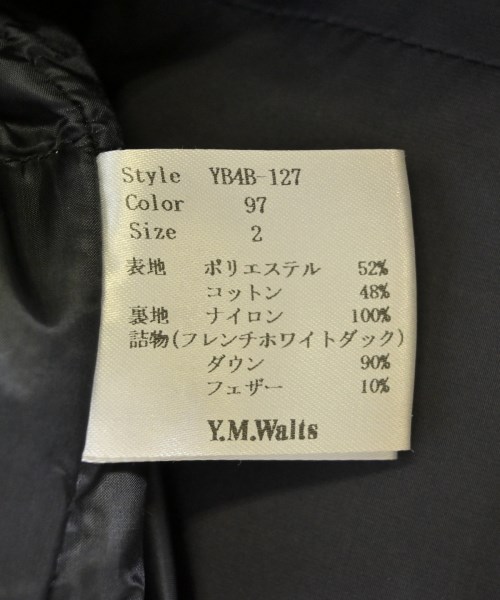 Style YB4B-127
Color 97
Size 2
表地 ポリエステル 52%
コットン 48%
裏地 ナイロン 100%
詰物(フレンチホワイトダック)
ダウン 90%
フェザー 10%
Y.M.Walts